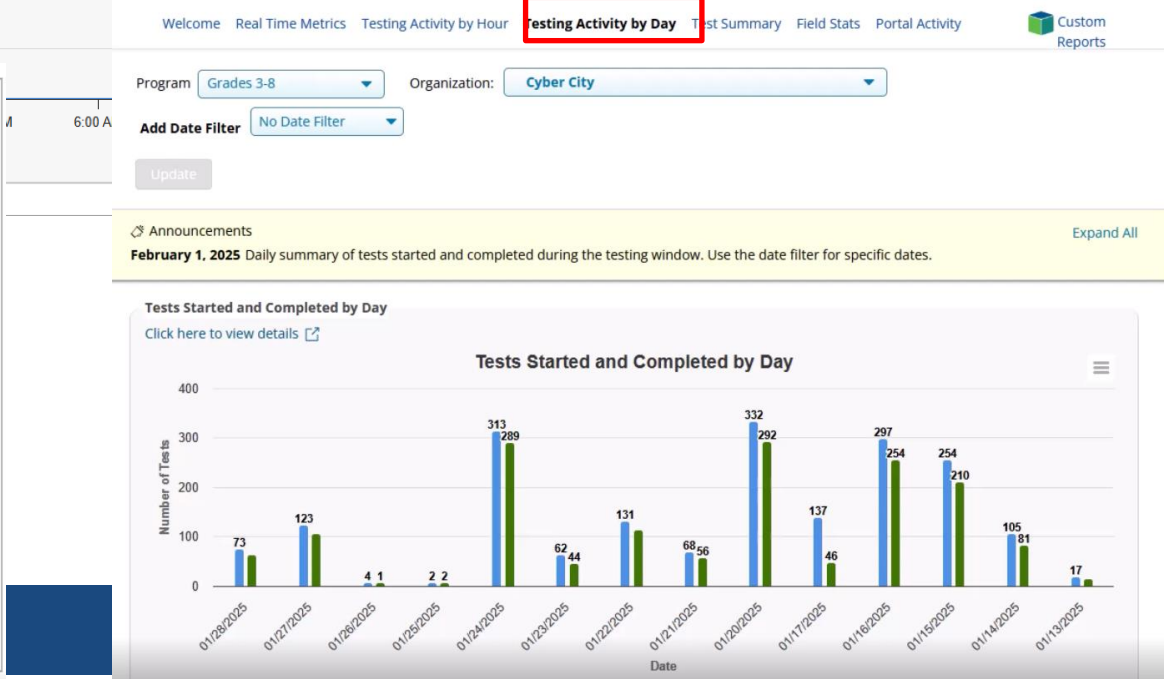 Welcome Real Time Metrics Testing Activity by Hour Testing Activity by Day Test Summary Field Stats Portal Activity Custom Reports
Program Grades 3-8 Organization: Cyber City
6:00 A
Add Date Filter No Date Filter
Update
Announcements Expand All
February 1, 2025 Daily summary of tests started and completed during the testing window. Use the date filter for specific dates.
Tests Started and Completed by Day
Click here to view details
Tests Started and Completed by Day
400
300
200
100
0
Number of Tests
73
123
4 1
2 2
313 289
62 44
131
68 56
332 292
137 46
297 254
254 210
105 81
17
01/28/2025 01/27/2025 01/26/2025 01/25/2025 01/24/2025 01/23/2025 01/22/2025 01/21/2025 01/20/2025 01/17/2025 01/16/2025 01/15/2025 01/14/2025 01/13/2025
Date